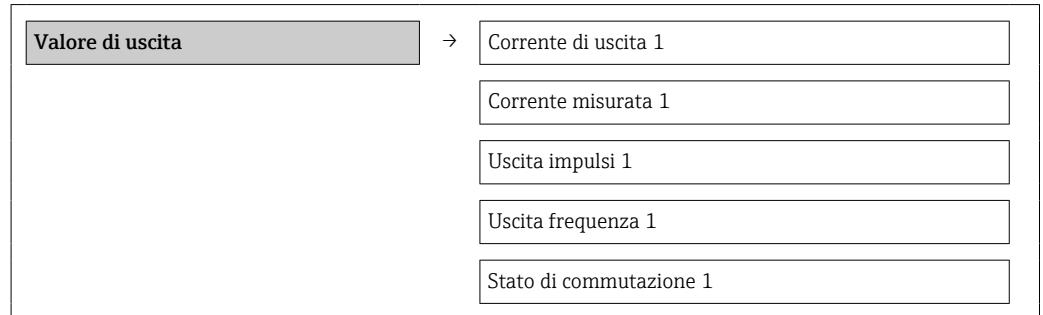 Valore di uscita → Corrente di uscita 1
Corrente misurata 1
Uscita impulsi 1
Uscita frequenza 1
Stato di commutazione 1